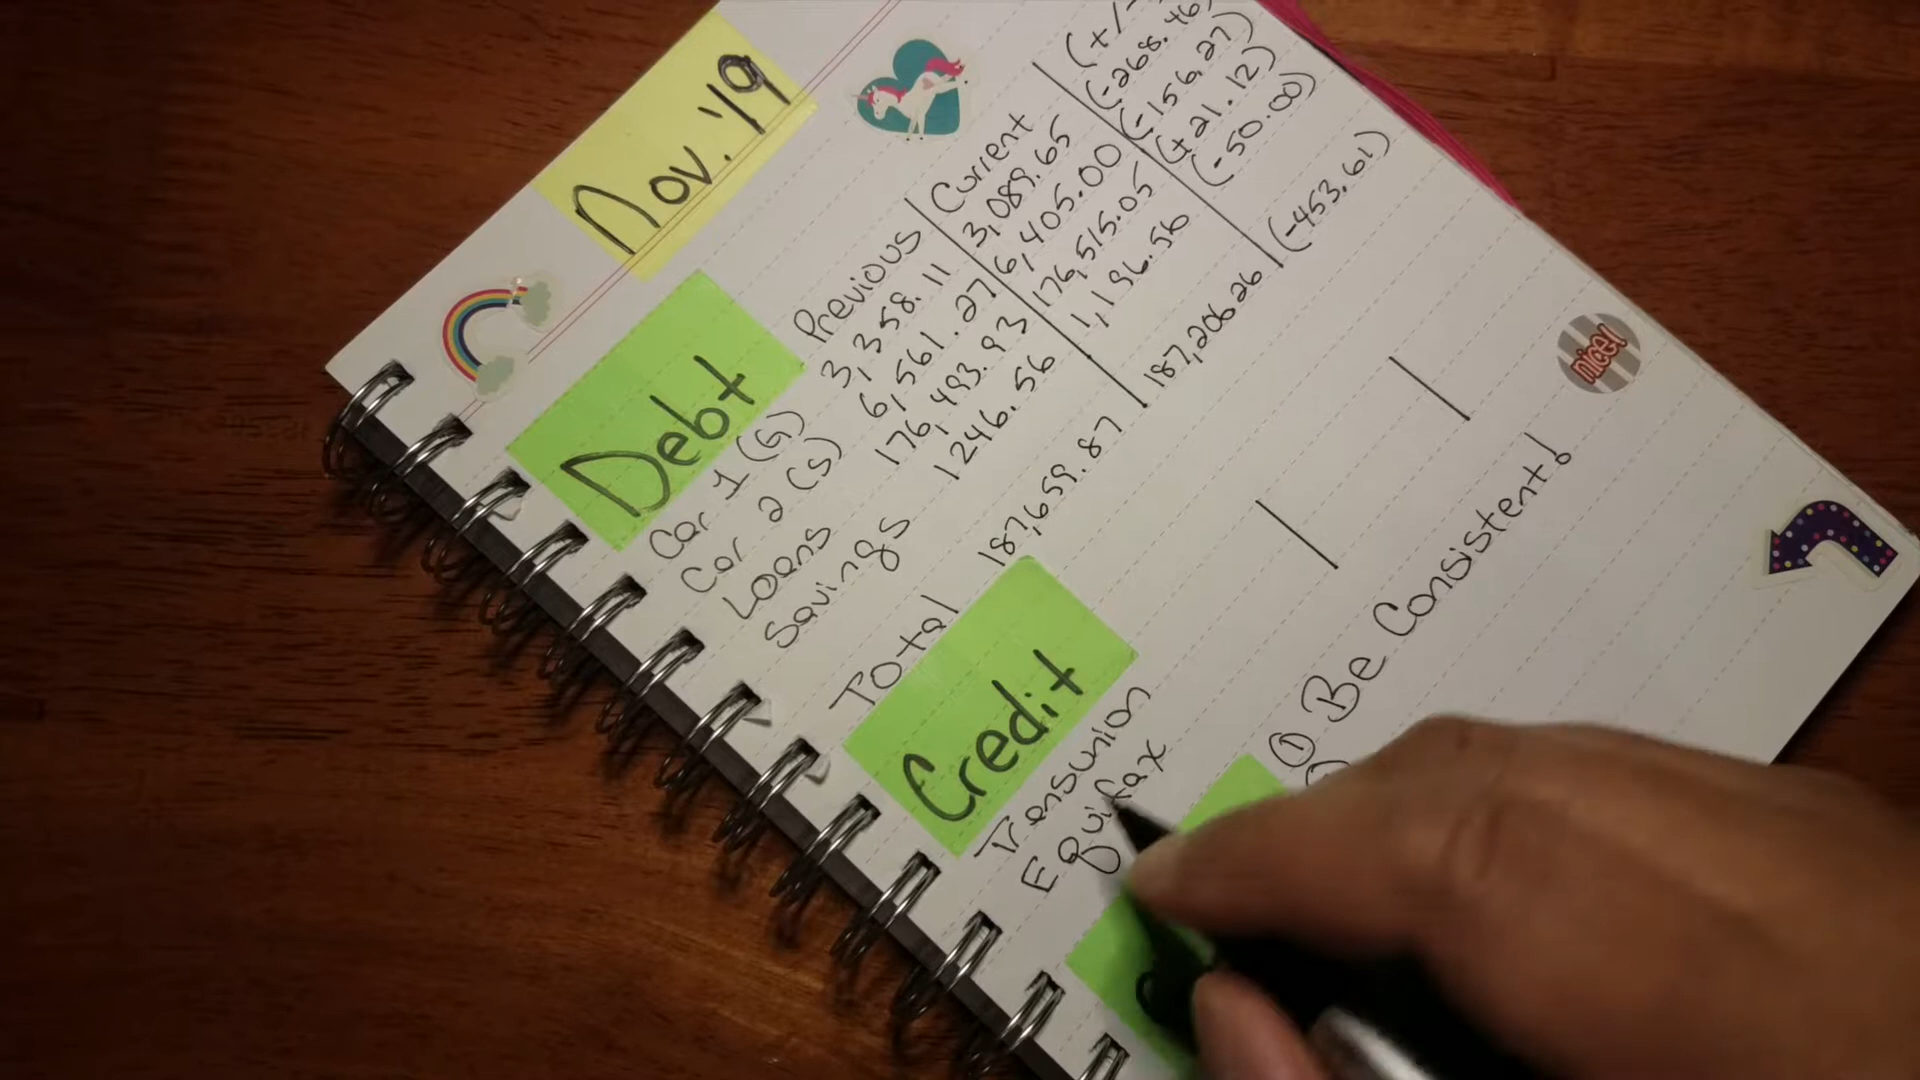 Nov. '19
Debt
Previous Current (+/-
Car 1 (G) 3,358.11 3,089.65 (-268.46)
Car 2 (S) 6,561.27 6,405.00 (-156.27)
Loans 176,493.93 176,515.05 (+21.12)
Savings 1246.56 1,196.56 (-50.00)
Total 187,659.87 187,206.26 (-453.61)
Credit
Transunion
Equifax
nice!
① Be Consistent!